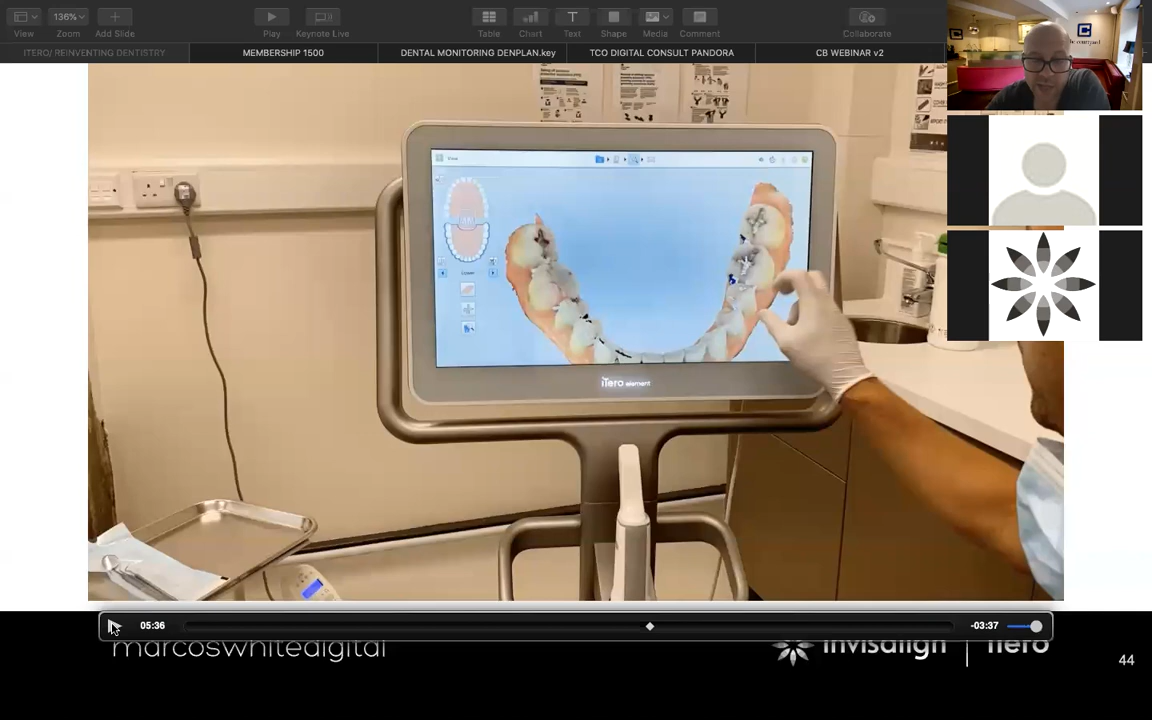 136%
View
Zoom
Add Slide
Play
Keynote Live
Table
Chart
Text
Shape
Media
Comment
Collaborate
ITERO/ REINVENTING DENTISTRY
MEMBERSHIP 1500
DENTAL MONITORING DENPLAN.key
TCO DIGITAL CONSULT PANDORA
CB WEBINAR v2
View
Lower
iTero element
05:36
-03:37
marcoswhitedigital
invisalign
iTero
44